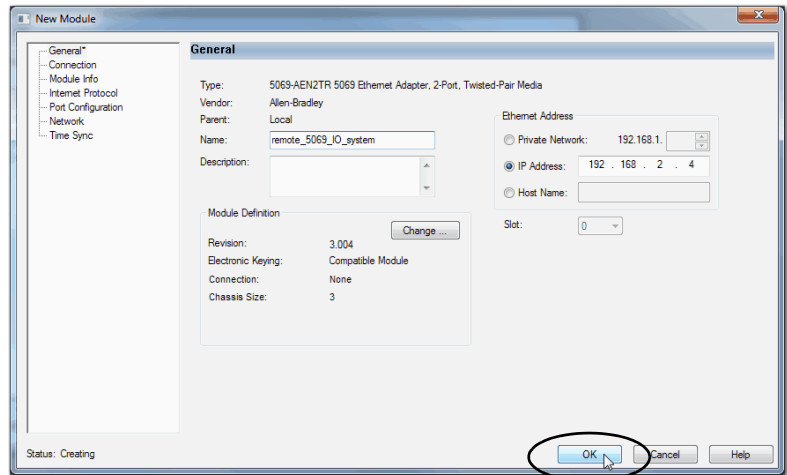 New Module
General*
Connection
Module Info
Internet Protocol
Port Configuration
Network
Time Sync
General
Type: 5069-AEN2TR 5069 Ethernet Adapter, 2-Port, Twisted-Pair Media
Vendor: Allen-Bradley
Parent: Local
Name: remote_5069_IO_system
Description:
Module Definition
Change ...
Revision: 3.004
Electronic Keying: Compatible Module
Connection: None
Chassis Size: 3
Ethernet Address
Private Network: 192.168.1.
IP Address: 192 . 168 . 2 . 4
Host Name:
Slot: 0
Status: Creating
OK Cancel Help